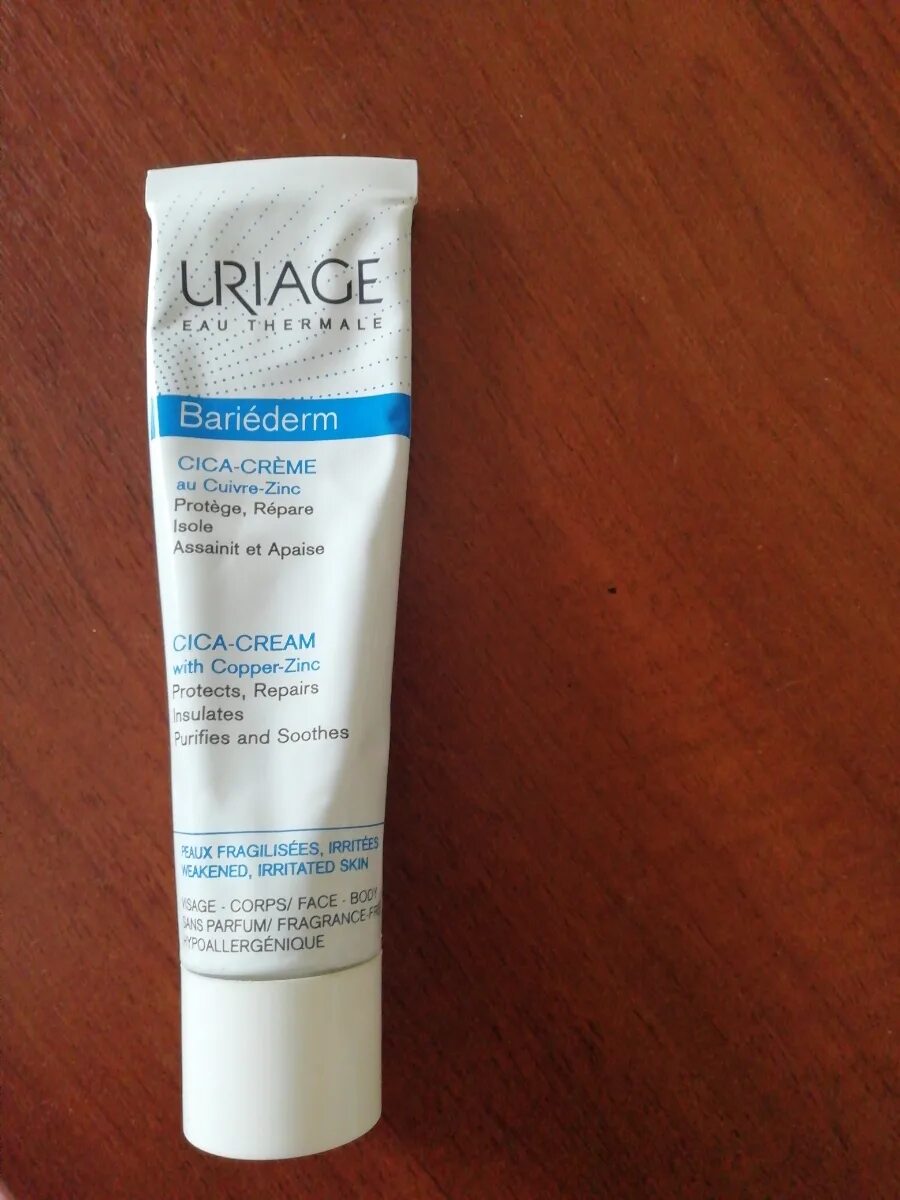 URIAGE
EAU THERMALE
Bariéderm
CICA-CRÈME
au Cuivre-Zinc
Protège, Répare
Isole
Assainit et Apaise
CICA-CREAM
with Copper-Zinc
Protects, Repairs
Insulates
Purifies and Soothes
PEAUX FRAGILISÉES, IRRITÉES
WEAKENED, IRRITATED SKIN
VISAGE - CORPS/ FACE - BODY
SANS PARFUM/ FRAGRANCE-FRE
HYPOALLERGÉNIQUE